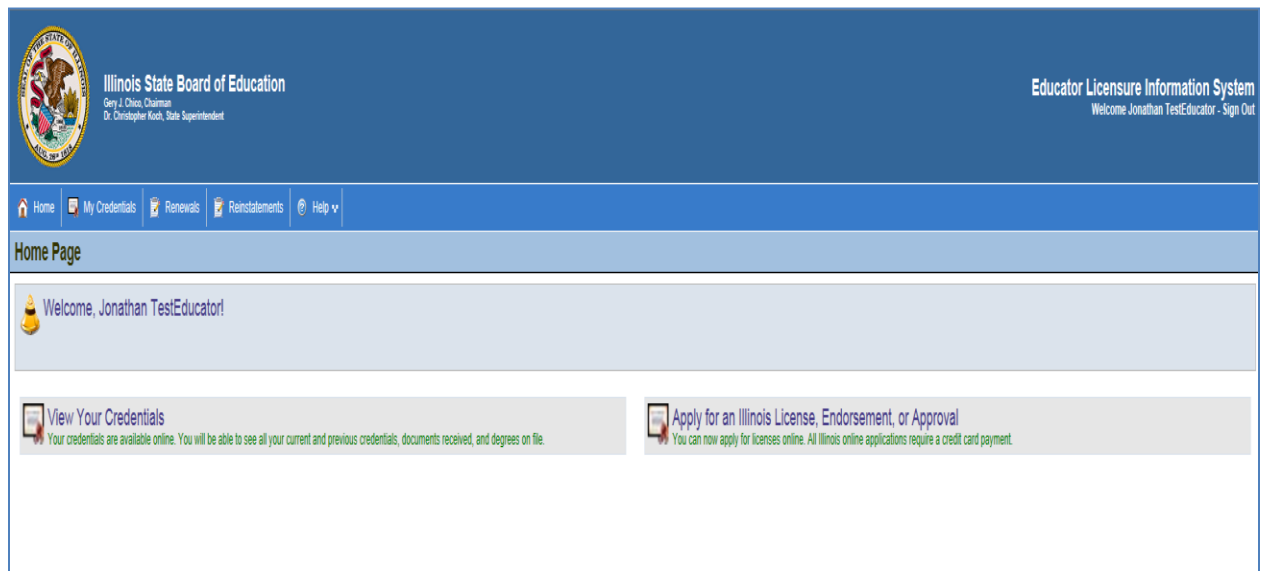 Illinois State Board of Education
Gery J. Chico, Chairman
Dr. Christopher Koch, State Superintendent
Educator Licensure Information System
Welcome Jonathan TestEducator - Sign Out
Home My Credentials Renewals Reinstatements Help
Home Page
Welcome, Jonathan TestEducator!
View Your Credentials
Your credentials are available online. You will be able to see all your current and previous credentials, documents received, and degrees on file.
Apply for an Illinois License, Endorsement, or Approval
You can now apply for licenses online. All Illinois online applications require a credit card payment.